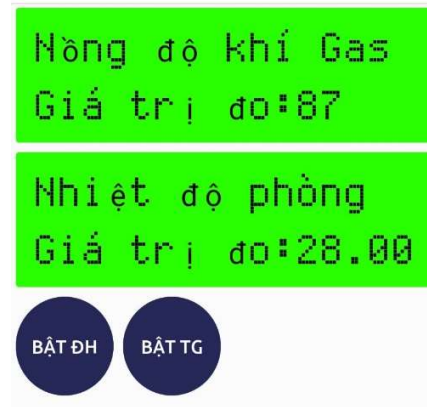 Nồng độ khí Gas
Giá trị đo:87
Nhiệt độ phòng
Giá trị đo:28.00
BẬT ĐH BẬT TG